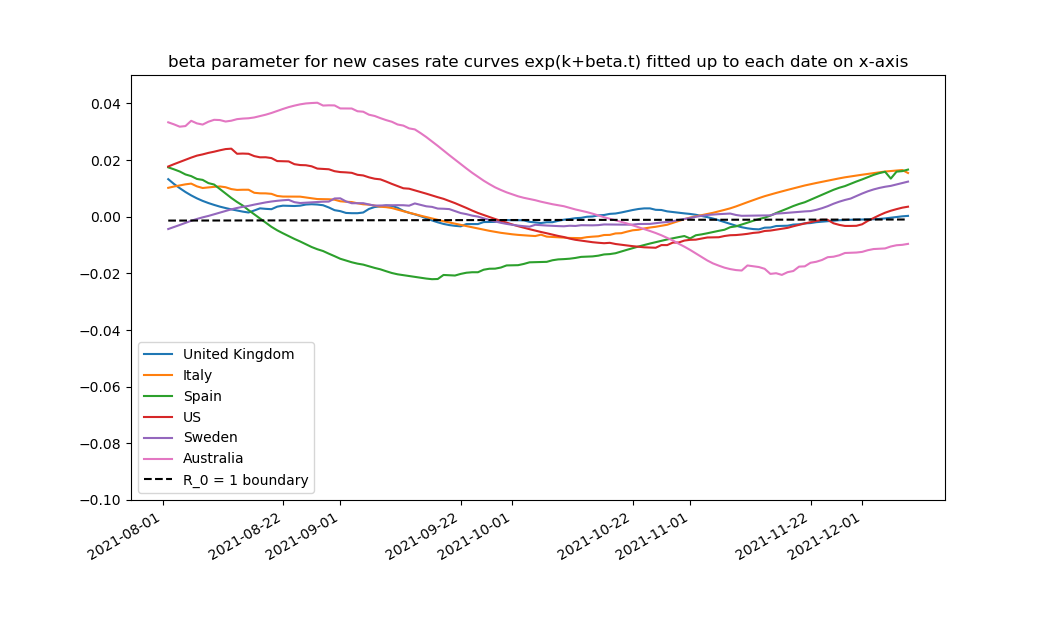 beta parameter for new cases rate curves exp(k+beta.t) fitted up to each date on x-axis
0.04
0.02
0.00
−0.02
−0.04
−0.06
−0.08
−0.10
United Kingdom
Italy
Spain
US
Sweden
Australia
R_0 = 1 boundary
2021-08-01
2021-08-22
2021-09-01
2021-09-22
2021-10-01
2021-10-22
2021-11-01
2021-11-22
2021-12-01